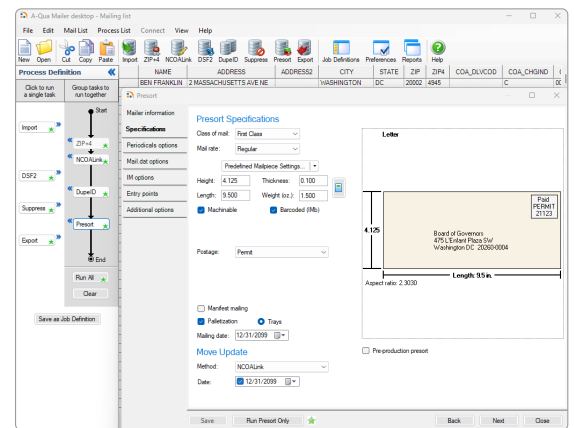 A-Qua Mailer desktop - Mailing list
File Edit Mail List Process List Connect View Help
New Open Cut Copy Paste Import ZIP+4 NCOALink DSF2 DupeID Suppress Presort Export Job Definitions Preferences Reports Help
Process Definition
NAME ADDRESS ADDRESS2 CITY STATE ZIP ZIP4 COA_DLVCOD COA_CHGIND
BEN FRANKLIN 2 MASSACHUSETTS AVE NE WASHINGTON DC 20002 4945 C
Click to run
a single task
Group tasks to
run together
Start
Import
ZIP+4
NCOALink
DSF2
DupeID
Suppress
Presort
Export
End
Run All
Clear
Save as Job Definition
Presort
Mailer information
Specifications
Periodicals options
Mail.dat options
IM options
Entry points
Additional options
Presort Specifications
Class of mail: First Class
Mail rate: Regular
Predefined Mailpiece Settings...
Height: 4.125 Thickness: 0.100
Length: 9.500 Weight (oz.): 1.500
Machinable Barcoded (IMb)
Postage: Permit
Manifest mailing
Palletization Trays
Mailing date: 12/31/2099
Move Update
Method: NCOALink
Date: 12/31/2099
Letter
Paid
PERMIT
21123
4.125
Board of Governors
475 L'Enfant Plaza SW
Washington DC 20260-0004
Length: 9.5 in.
Aspect ratio: 2.3030
Pre-production presort
Save Run Presort Only Back Next Close